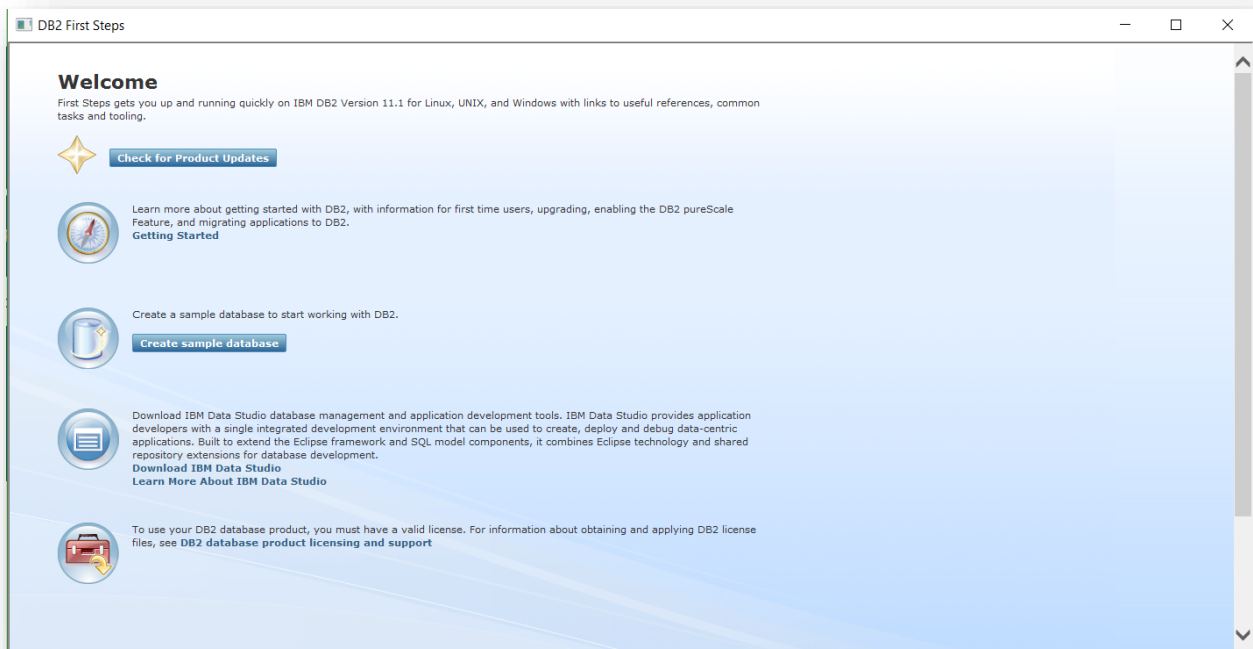 DB2 First Steps
Welcome
First Steps gets you up and running quickly on IBM DB2 Version 11.1 for Linux, UNIX, and Windows with links to useful references, common
tasks and tooling.
Check for Product Updates
Learn more about getting started with DB2, with information for first time users, upgrading, enabling the DB2 pureScale
Feature, and migrating applications to DB2.
Getting Started
Create a sample database to start working with DB2.
Create sample database
Download IBM Data Studio database management and application development tools. IBM Data Studio provides application
developers with a single integrated development environment that can be used to create, deploy and debug data-centric
applications. Built to extend the Eclipse framework and SQL model components, it combines Eclipse technology and shared
repository extensions for database development.
Download IBM Data Studio
Learn More About IBM Data Studio
To use your DB2 database product, you must have a valid license. For information about obtaining and applying DB2 license
files, see DB2 database product licensing and support